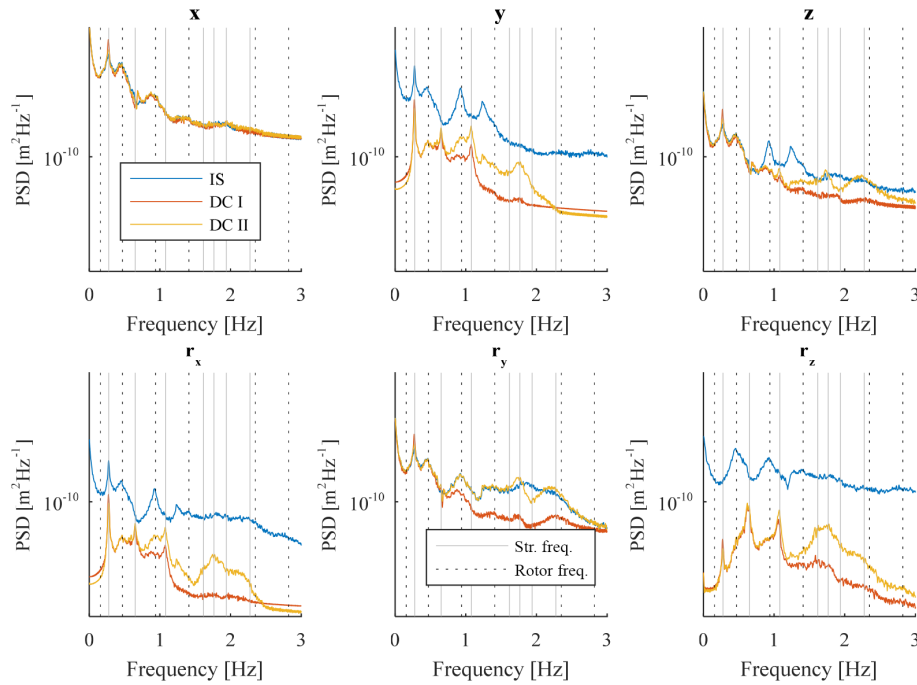 x y z
PSD [m²Hz⁻¹] PSD [m²Hz⁻¹] PSD [m²Hz⁻¹]
10⁻¹⁰ 10⁻¹⁰ 10⁻¹⁰
IS
DC I
DC II
0 1 2 3 0 1 2 3 0 1 2 3
Frequency [Hz] Frequency [Hz] Frequency [Hz]
rₓ r_y r_z
PSD [m²Hz⁻¹] PSD [m²Hz⁻¹] PSD [m²Hz⁻¹]
10⁻¹⁰ 10⁻¹⁰ 10⁻¹⁰
Str. freq.
Rotor freq.
0 1 2 3 0 1 2 3 0 1 2 3
Frequency [Hz] Frequency [Hz] Frequency [Hz]